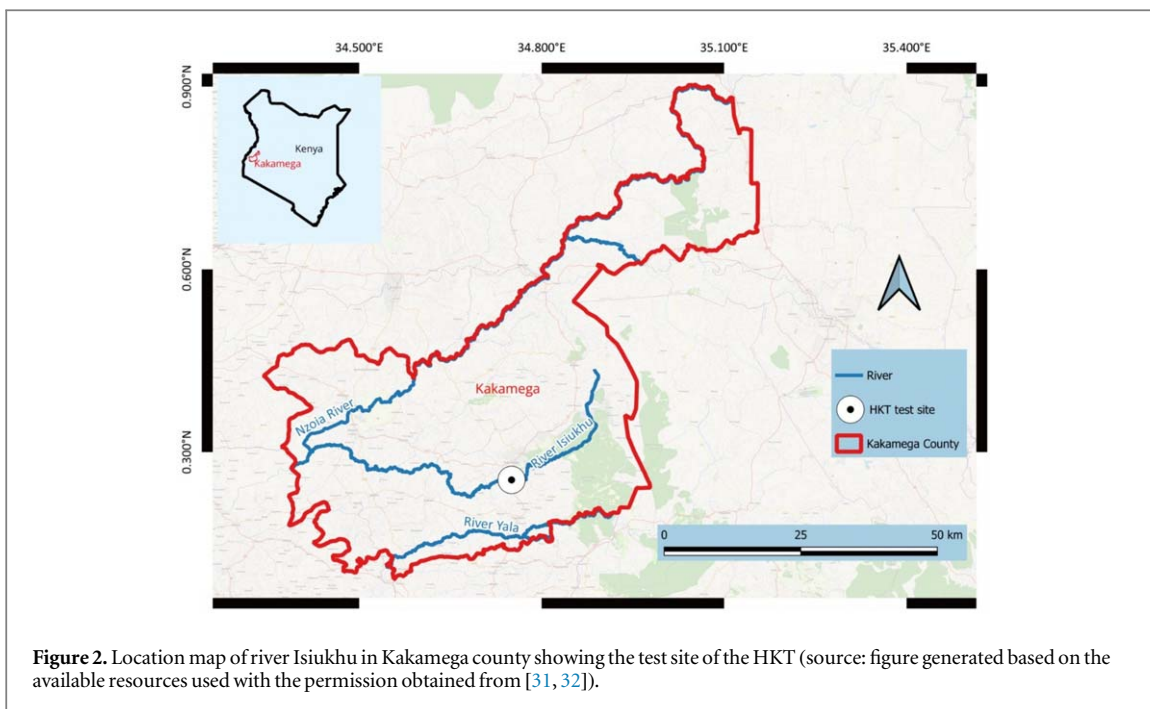 34.500°E 34.800°E 35.100°E 35.400°E
0.900°N
0.600°N
0.300°N
Kenya
Kakamega
Kakamega
Nzoia River
River Isiukhu
River Yala
River
HKT test site
Kakamega County
0 25 50 km
Figure 2. Location map of river Isiukhu in Kakamega county showing the test site of the HKT (source: figure generated based on the
available resources used with the permission obtained from [31, 32]).